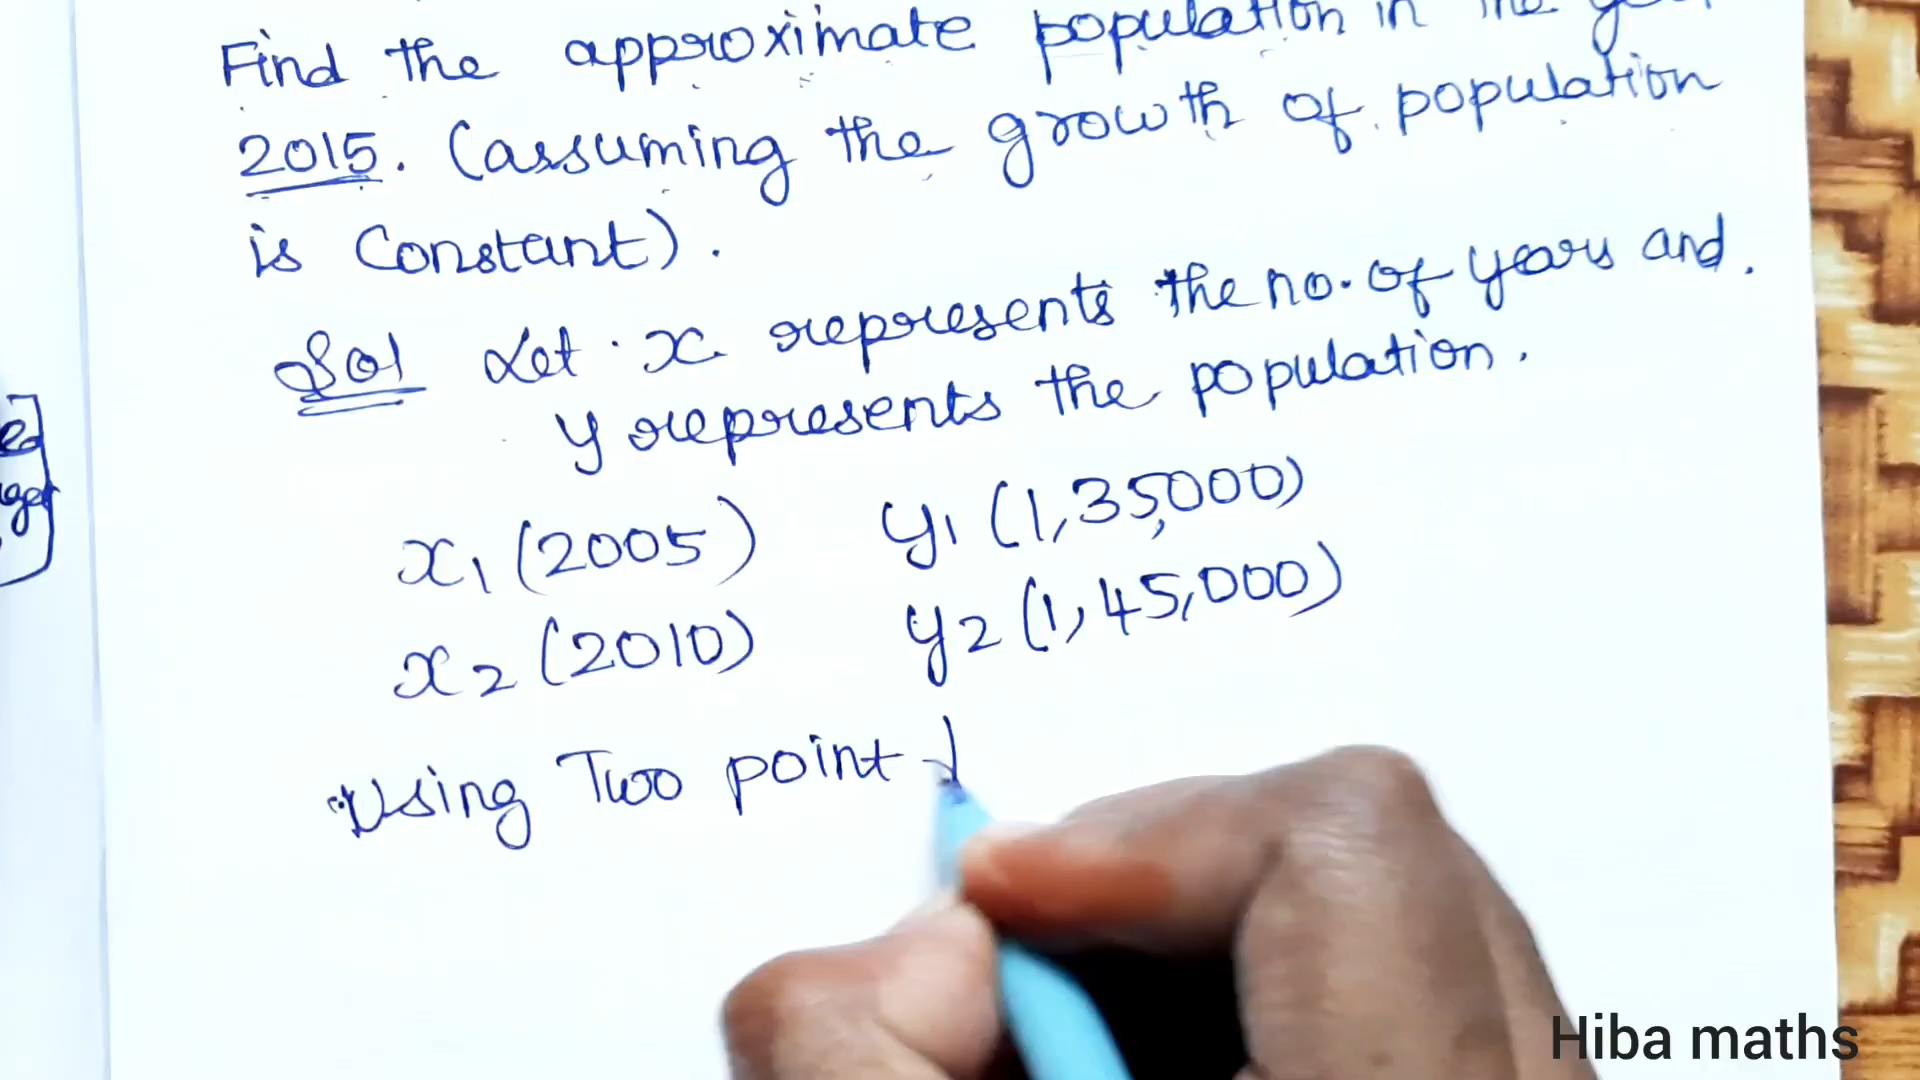 Find the approximate population in the
2015. (assuming the growth of population
is Constant).
Sol Let x represents the no. of years and.
y represents the population.
x1 (2005) y1 (1,35,000)
x2 (2010) y2 (1,45,000)
Using Two point
Hiba maths